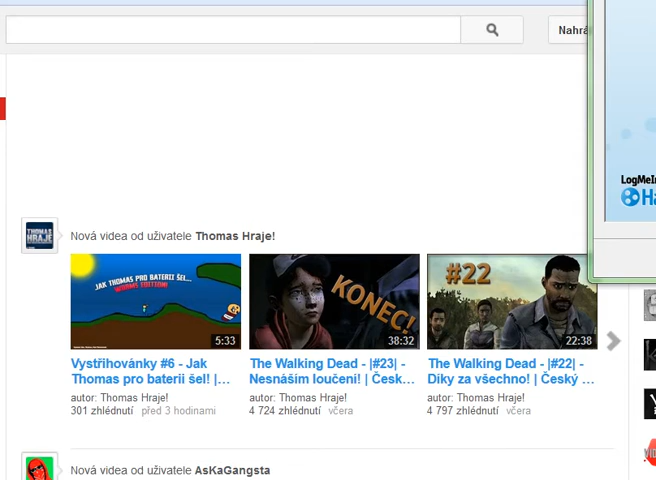 Nahrá
LogMeIn
Ha
THOMAS
HRAJE
Nová videa od uživatele Thomas Hraje!
JAK THOMAS PRO BATERII ŠEL...
WORMS EDITION!
5:33
KONEC!
38:32
#22
22:38
Vystřihovánky #6 - Jak
Thomas pro baterii šel! |...
autor: Thomas Hraje!
301 zhlédnutí před 3 hodinami
The Walking Dead - |#23| -
Nesnáším loučení! | Česk...
autor: Thomas Hraje!
4 724 zhlédnutí včera
The Walking Dead - |#22| -
Díky za všechno! | Český ...
autor: Thomas Hraje!
4 797 zhlédnutí včera
Nová videa od uživatele AsKaGangsta